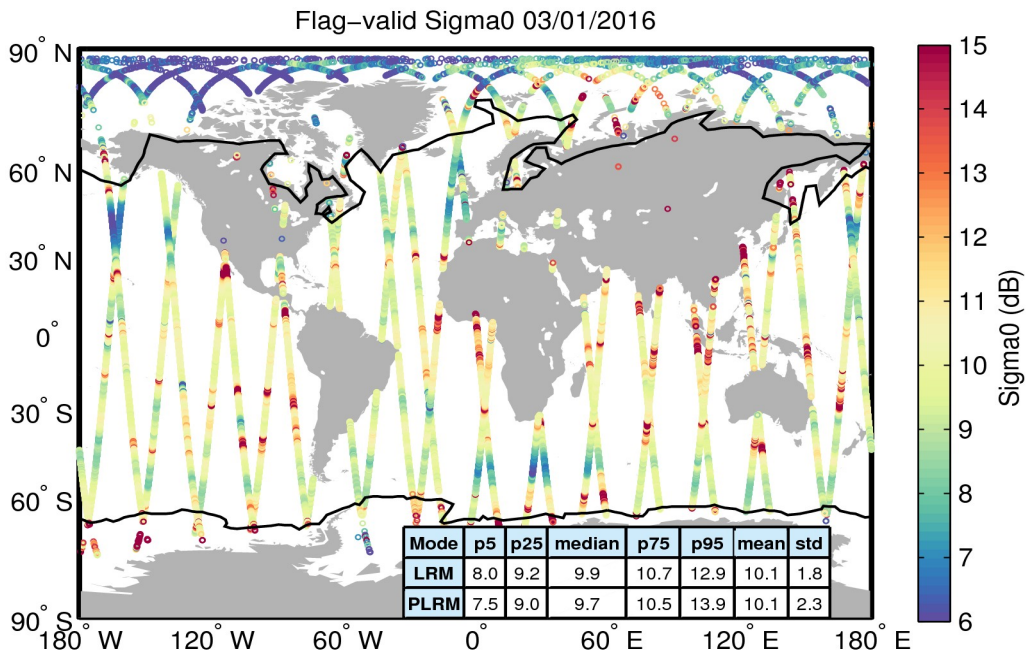 Flag−valid Sigma0 03/01/2016
90° N
60° N
30° N
0°
30° S
60° S
90° S
180° W
120° W
60° W
0°
60° E
120° E
180° E
Mode p5 p25 median p75 p95 mean std
LRM 8.0 9.2 9.9 10.7 12.9 10.1 1.8
PLRM 7.5 9.0 9.7 10.5 13.9 10.1 2.3
15
14
13
12
11
10
9
8
7
6
Sigma0 (dB)